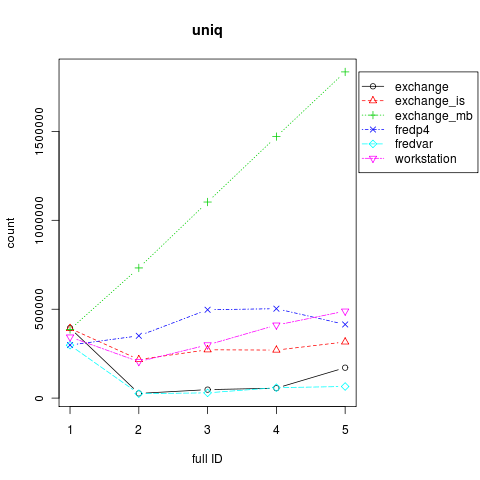 uniq
count
0
500000
1000000
1500000
1
2
3
4
5
full ID
exchange
exchange_is
exchange_mb
fredp4
fredvar
workstation